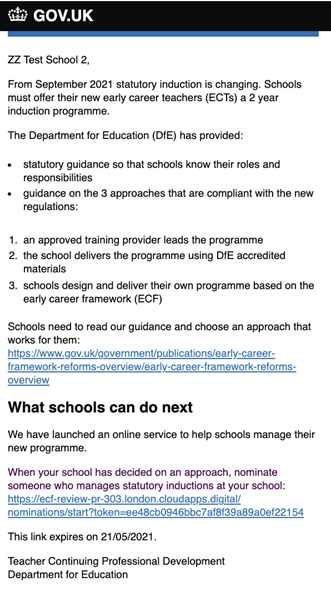 GOV.UK
ZZ Test School 2,
From September 2021 statutory induction is changing. Schools
must offer their new early career teachers (ECTs) a 2 year
induction programme.
The Department for Education (DfE) has provided:
• statutory guidance so that schools know their roles and
responsibilities
• guidance on the 3 approaches that are compliant with the new
regulations:
1. an approved training provider leads the programme
2. the school delivers the programme using DfE accredited
materials
3. schools design and deliver their own programme based on the
early career framework (ECF)
Schools need to read our guidance and choose an approach that
works for them:
https://www.gov.uk/government/publications/early-career-
framework-reforms-overview/early-career-framework-reforms-
overview
What schools can do next
We have launched an online service to help schools manage their
new programme.
When your school has decided on an approach, nominate
someone who manages statutory inductions at your school:
https://ecf-review-pr-303.london.cloudapps.digital/
nominations/start?token=ee48cb0946bbc7af8f39a89a0ef22154
This link expires on 21/05/2021.
Teacher Continuing Professional Development
Department for Education